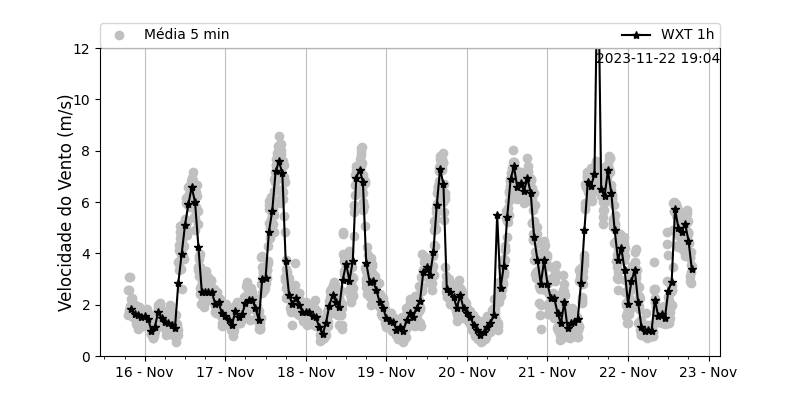 Média 5 min
WXT 1h
2023-11-22 19:04
Velocidade do Vento (m/s)
12
10
8
6
4
2
0
16 - Nov
17 - Nov
18 - Nov
19 - Nov
20 - Nov
21 - Nov
22 - Nov
23 - Nov